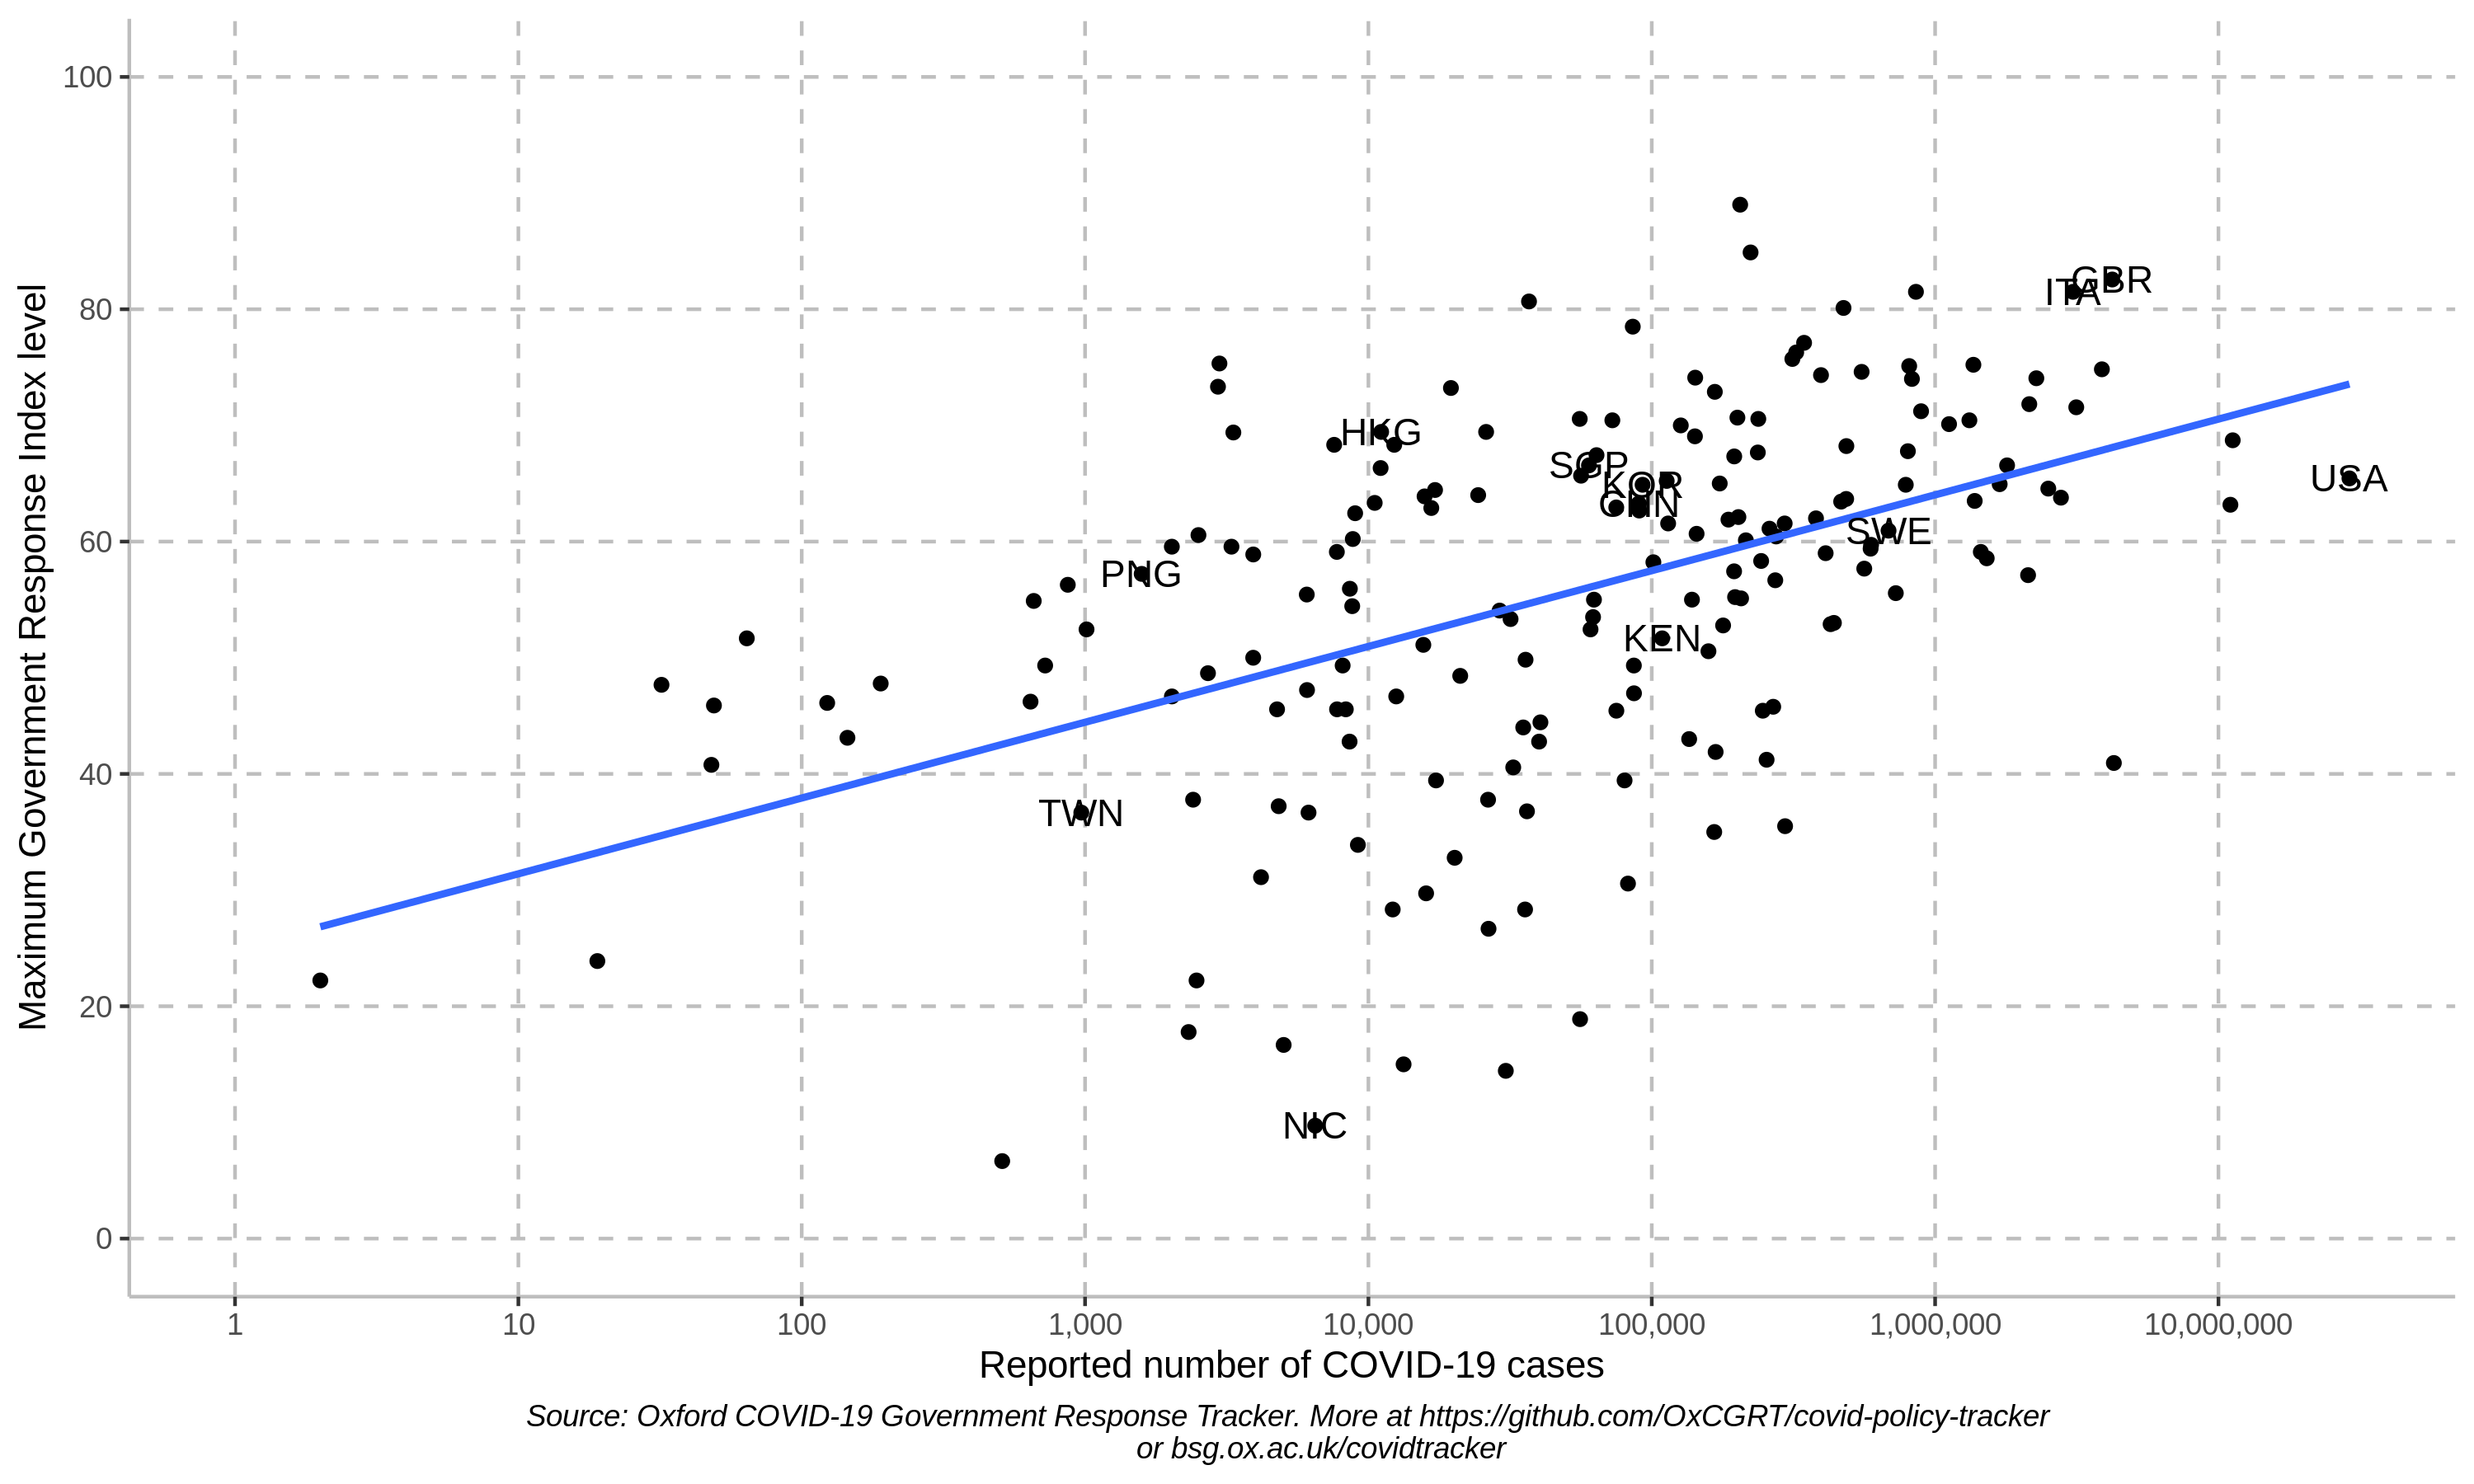 Maximum Government Response Index level
100
80
60
40
20
0
GBR
ITA
HKG
SGP
KOR
CHN
USA
SWE
PNG
KEN
TWN
NIC
1 10 100 1,000 10,000 100,000 1,000,000 10,000,000
Reported number of COVID-19 cases
Source: Oxford COVID-19 Government Response Tracker. More at https://github.com/OxCGRT/covid-policy-tracker
or bsg.ox.ac.uk/covidtracker